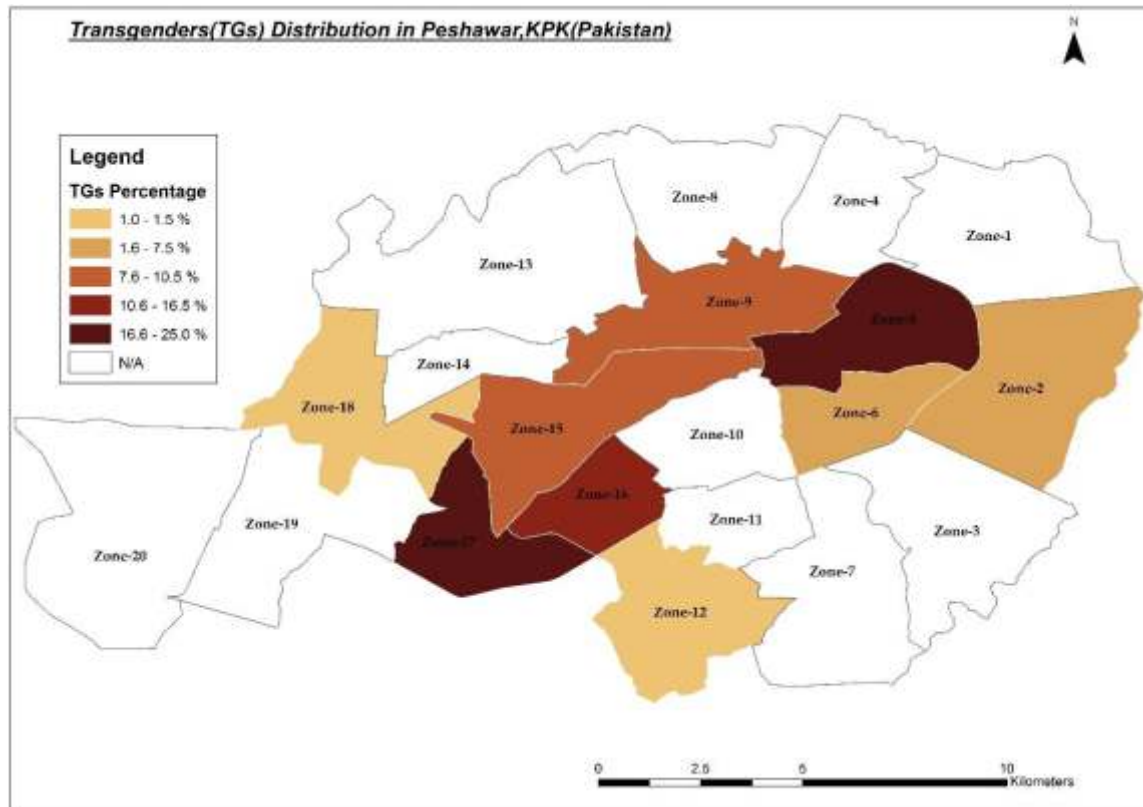 Transgenders(TGs) Distribution in Peshawar,KPK(Pakistan)
N
Legend
TGs Percentage
1.0 - 1.5 %
1.6 - 7.5 %
7.6 - 10.5 %
10.6 - 16.5 %
16.6 - 25.0 %
N/A
Zone-8
Zone-4
Zone-1
Zone-13
Zone-9
Zone-14
Zone-2
Zone-18
Zone-6
Zone-15
Zone-10
Zone-16
Zone-19
Zone-11
Zone-3
Zone-20
Zone-17
Zone-7
Zone-12
0 2.5 5 10
Kilometers